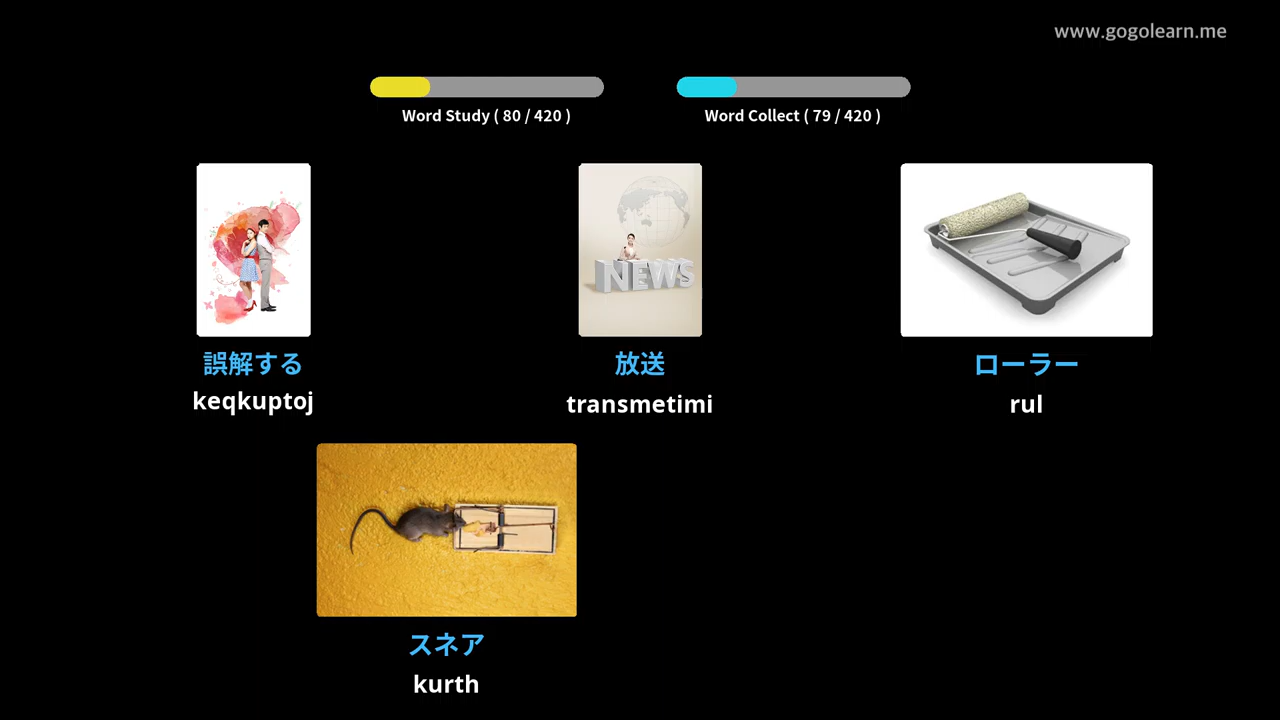 www.gogolearn.me
Word Study ( 80 / 420 )
Word Collect ( 79 / 420 )
NEWS
誤解する
放送
ローラー
keqkuptoj
transmetimi
rul
スネア
kurth